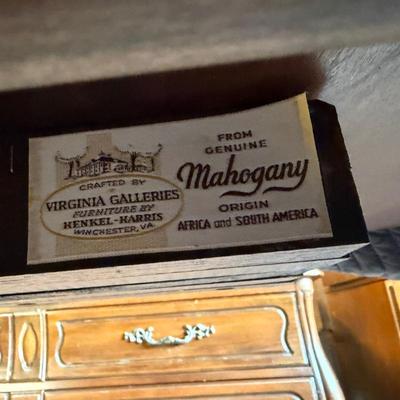 CRAFTED BY
VIRGINIA GALLERIES
FURNITURE BY
HENKEL-HARRIS
WINCHESTER, VA.
FROM
GENUINE
Mahogany
ORIGIN
AFRICA and SOUTH AMERICA